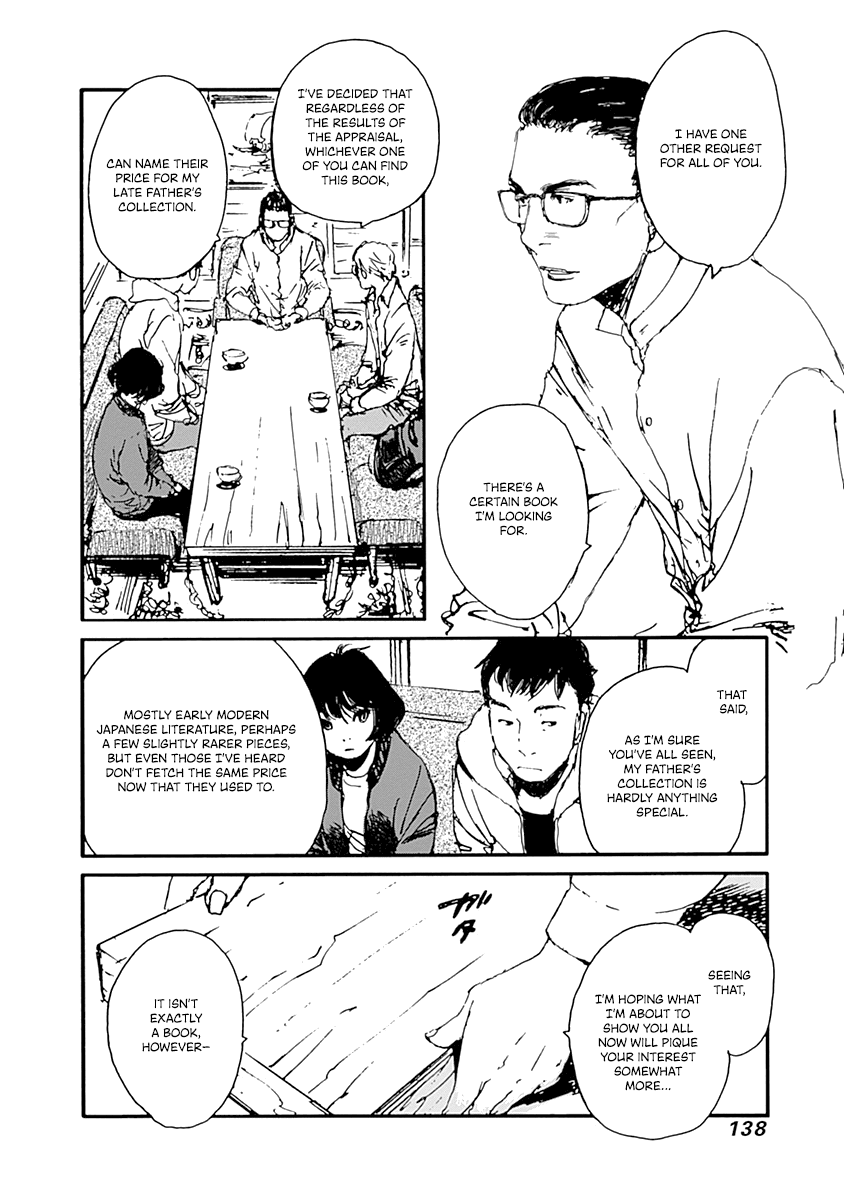 I HAVE ONE
OTHER REQUEST
FOR ALL OF YOU.
THERE'S A
CERTAIN BOOK
I'M LOOKING
FOR.
I'VE DECIDED THAT
REGARDLESS OF
THE RESULTS OF
THE APPRAISAL,
WHICHEVER ONE
OF YOU CAN FIND
THIS BOOK,
CAN NAME THEIR
PRICE FOR MY
LATE FATHER'S
COLLECTION.
THAT
SAID,
AS I'M SURE
YOU'VE ALL SEEN,
MY FATHER'S
COLLECTION IS
HARDLY ANYTHING
SPECIAL.
MOSTLY EARLY MODERN
JAPANESE LITERATURE, PERHAPS
A FEW SLIGHTLY RARER PIECES,
BUT EVEN THOSE I'VE HEARD
DON'T FETCH THE SAME PRICE
NOW THAT THEY USED TO.
SEEING
THAT,
I'M HOPING WHAT
I'M ABOUT TO
SHOW YOU ALL
NOW WILL PIQUE
YOUR INTEREST
SOMEWHAT
MORE...
ガタ
IT ISN'T
EXACTLY
A BOOK,
HOWEVER–
138